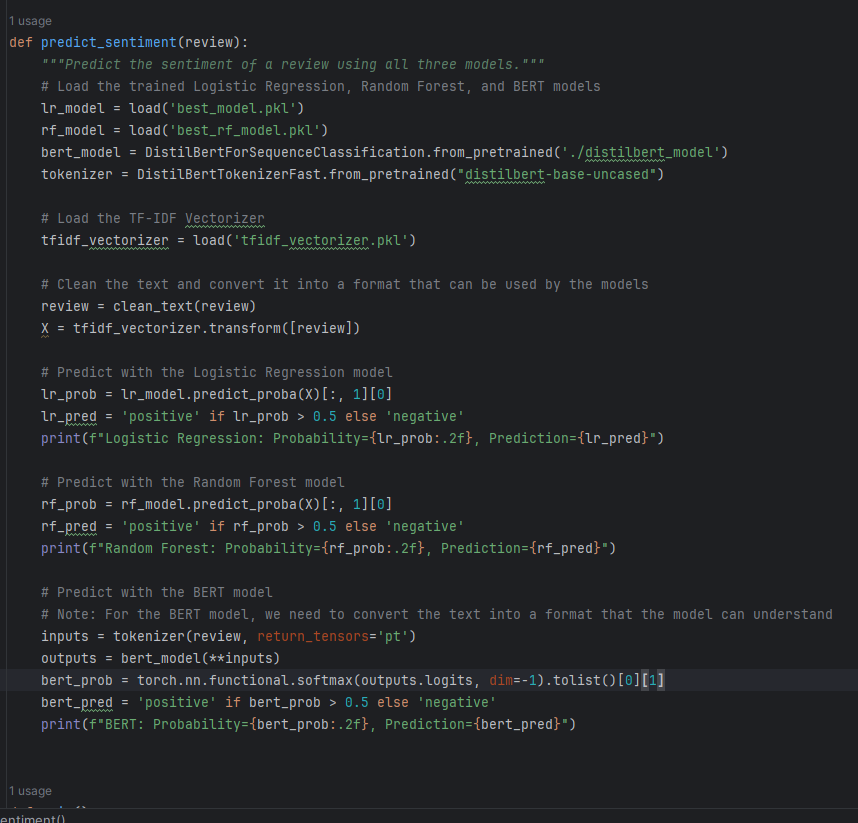 1 usage
def predict_sentiment(review):
    """Predict the sentiment of a review using all three models."""
    # Load the trained Logistic Regression, Random Forest, and BERT models
    lr_model = load('best_model.pkl')
    rf_model = load('best_rf_model.pkl')
    bert_model = DistilBertForSequenceClassification.from_pretrained('./distilbert_model')
    tokenizer = DistilBertTokenizerFast.from_pretrained("distilbert-base-uncased")

    # Load the TF-IDF Vectorizer
    tfidf_vectorizer = load('tfidf_vectorizer.pkl')

    # Clean the text and convert it into a format that can be used by the models
    review = clean_text(review)
    X = tfidf_vectorizer.transform([review])

    # Predict with the Logistic Regression model
    lr_prob = lr_model.predict_proba(X)[:, 1][0]
    lr_pred = 'positive' if lr_prob > 0.5 else 'negative'
    print(f"Logistic Regression: Probability={lr_prob:.2f}, Prediction={lr_pred}")

    # Predict with the Random Forest model
    rf_prob = rf_model.predict_proba(X)[:, 1][0]
    rf_pred = 'positive' if rf_prob > 0.5 else 'negative'
    print(f"Random Forest: Probability={rf_prob:.2f}, Prediction={rf_pred}")

    # Predict with the BERT model
    # Note: For the BERT model, we need to convert the text into a format that the model can understand
    inputs = tokenizer(review, return_tensors='pt')
    outputs = bert_model(**inputs)
    bert_prob = torch.nn.functional.softmax(outputs.logits, dim=-1).tolist()[0][1]
    bert_pred = 'positive' if bert_prob > 0.5 else 'negative'
    print(f"BERT: Probability={bert_prob:.2f}, Prediction={bert_pred}")

1 usage
entiment()